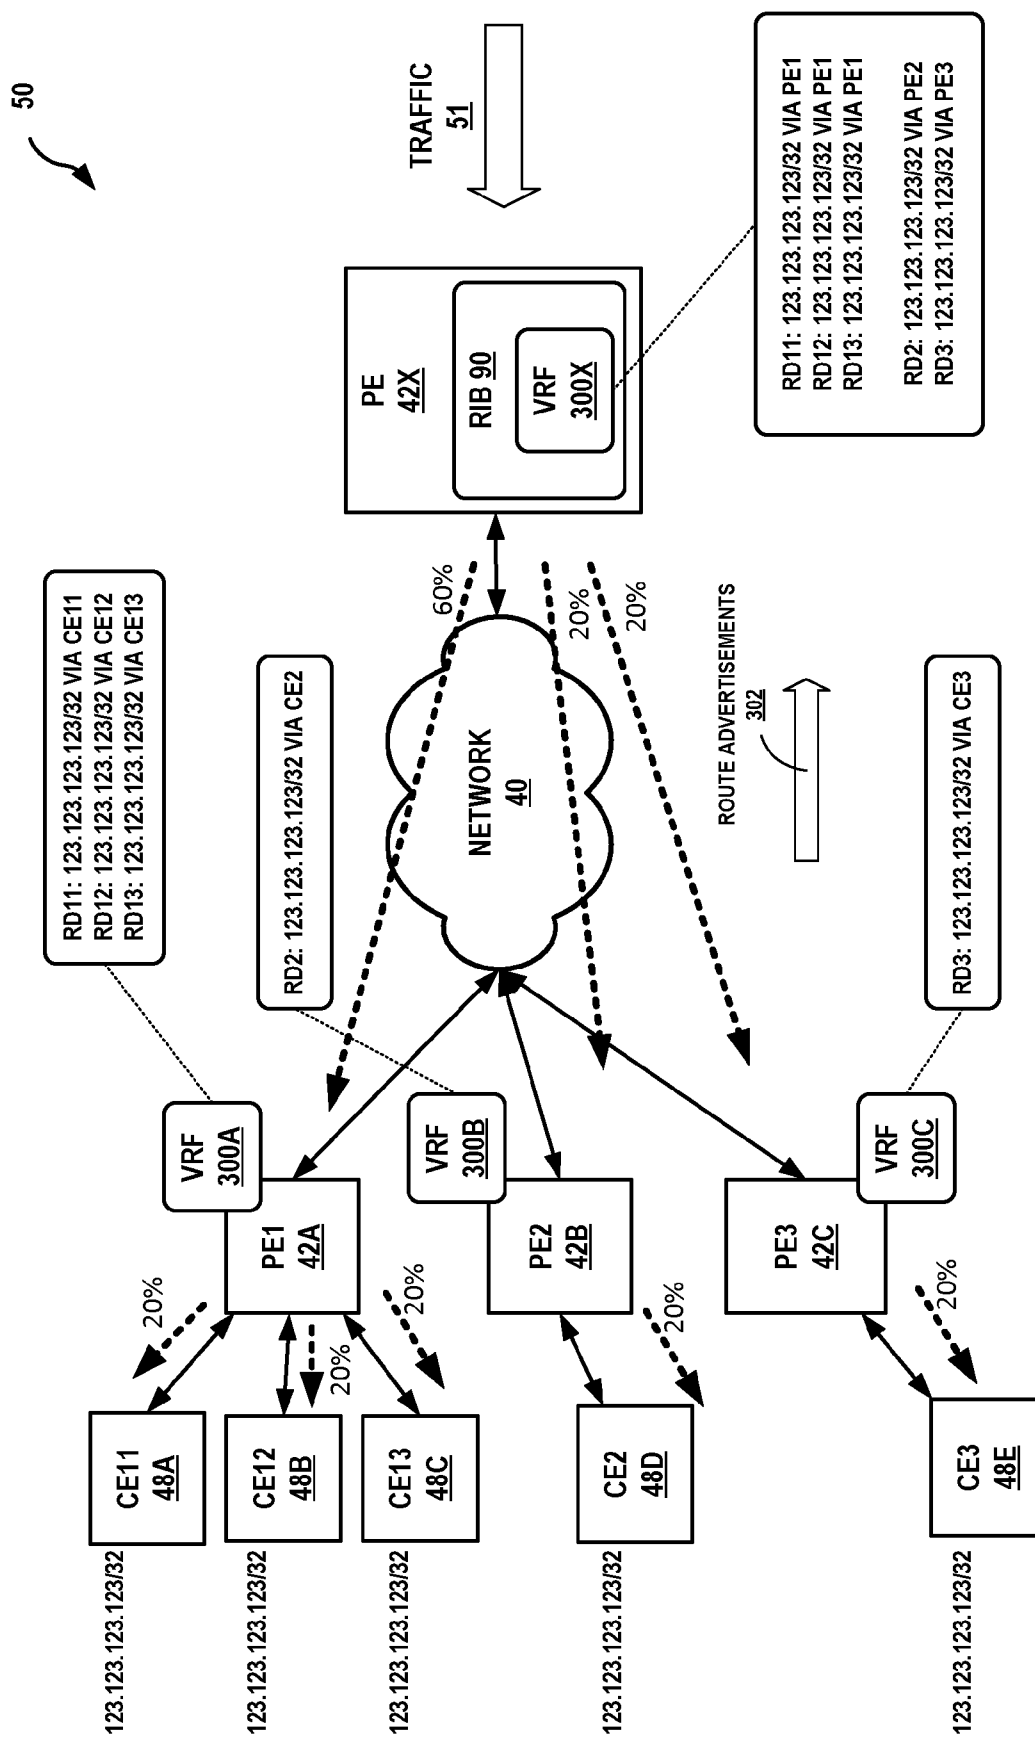 50
TRAFFIC
51
PE
42X
RIB 90
VRF
300X
RD11: 123.123.123.123/32 VIA PE1
RD12: 123.123.123.123/32 VIA PE1
RD13: 123.123.123.123/32 VIA PE1
RD2: 123.123.123.123/32 VIA PE2
RD3: 123.123.123.123/32 VIA PE3
RD11: 123.123.123.123/32 VIA CE11
RD12: 123.123.123.123/32 VIA CE12
RD13: 123.123.123.123/32 VIA CE13
RD2: 123.123.123.123/32 VIA CE2
60%
20%
20%
NETWORK
40
ROUTE ADVERTISEMENTS
302
RD3: 123.123.123.123/32 VIA CE3
VRF
300A
VRF
300B
VRF
300C
PE1
42A
PE2
42B
PE3
42C
20%
20%
20%
20%
20%
CE11
48A
CE12
48B
CE13
48C
CE2
48D
CE3
48E
123.123.123.123/32
123.123.123.123/32
123.123.123.123/32
123.123.123.123/32
123.123.123.123/32